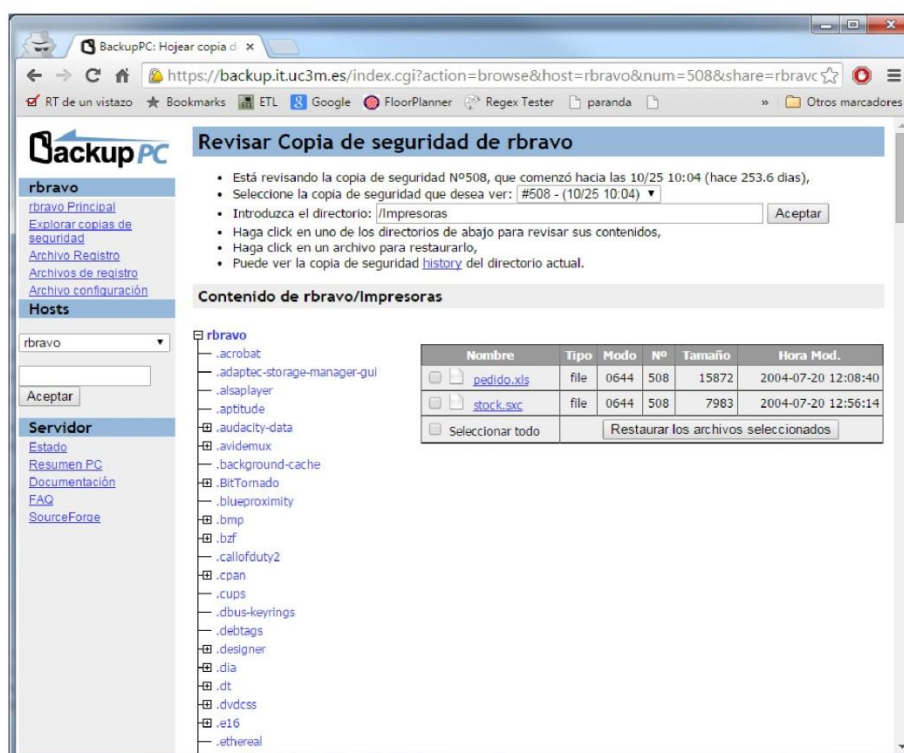 BackupPC: Hojear copia d
https://backup.it.uc3m.es/index.cgi?action=browse&host=rbravo&num=508&share=rbravo
RT de un vistazo Bookmarks ETL Google FloorPlanner Regex Tester paranda » Otros marcadores
BackupPC
rbravo
rbravo Principal
Explorar copias de
seguridad
Archivo Registro
Archivos de registro
Archivo configuración
Hosts
rbravo
Aceptar
Servidor
Estado
Resumen PC
Documentación
FAQ
SourceForge
Revisar Copia de seguridad de rbravo
Está revisando la copia de seguridad Nº508, que comenzó hacia las 10/25 10:04 (hace 253.6 dias),
Seleccione la copia de seguridad que desea ver: #508 - (10/25 10:04)
Introduzca el directorio: /Impresoras Aceptar
Haga click en uno de los directorios de abajo para revisar sus contenidos,
Haga click en un archivo para restaurarlo,
Puede ver la copia de seguridad history del directorio actual.
Contenido de rbravo/Impresoras
rbravo
.acrobat
.adaptec-storage-manager-gui
.alsaplayer
.aptitude
.audacity-data
.avidemux
.background-cache
.BitTornado
.blueproximity
.bmp
.bzf
.callofduty2
.cpan
.cups
.dbus-keyrings
.debtags
.designer
.dia
.dt
.dvdcss
.e16
.ethereal
Nombre Tipo Modo Nº Tamaño Hora Mod.
pedido.xls file 0644 508 15872 2004-07-20 12:08:40
stock.sxc file 0644 508 7983 2004-07-20 12:56:14
Seleccionar todo Restaurar los archivos seleccionados